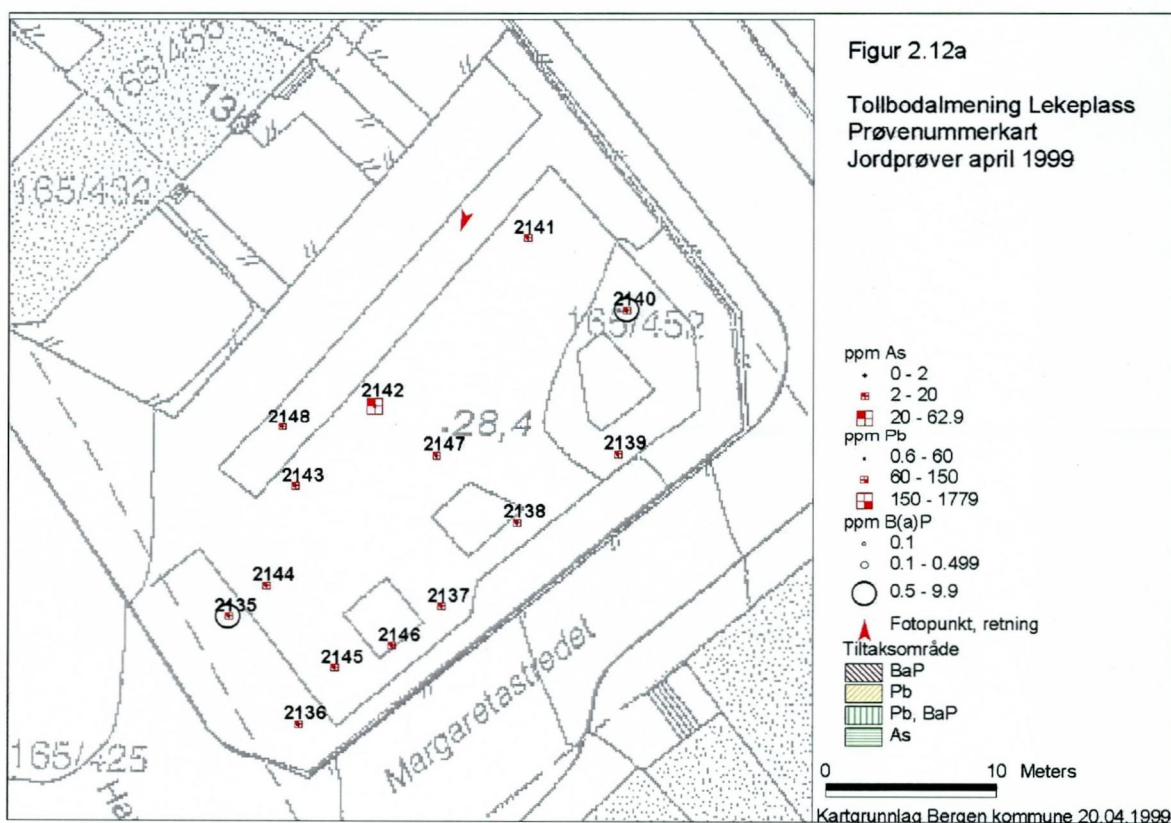 Figur 2.12a
Tollbodalmening Lekeplass
Prøvenummerkart
Jordprøver april 1999
165/455
13
165/432
2141
2140
165/452
2142
2148
28,4
2147
2139
2143
2138
2144
2135
2137
2146
2145
2136
Margaretastredet
165/425
Ha
ppm As
0 - 2
2 - 20
20 - 62.9
ppm Pb
0.6 - 60
60 - 150
150 - 1779
ppm B(a)P
0.1
0.1 - 0.499
0.5 - 9.9
Fotopunkt, retning
Tiltaksområde
BaP
Pb
Pb, BaP
As
0 10 Meters
Kartgrunnlag Bergen kommune 20.04.1999